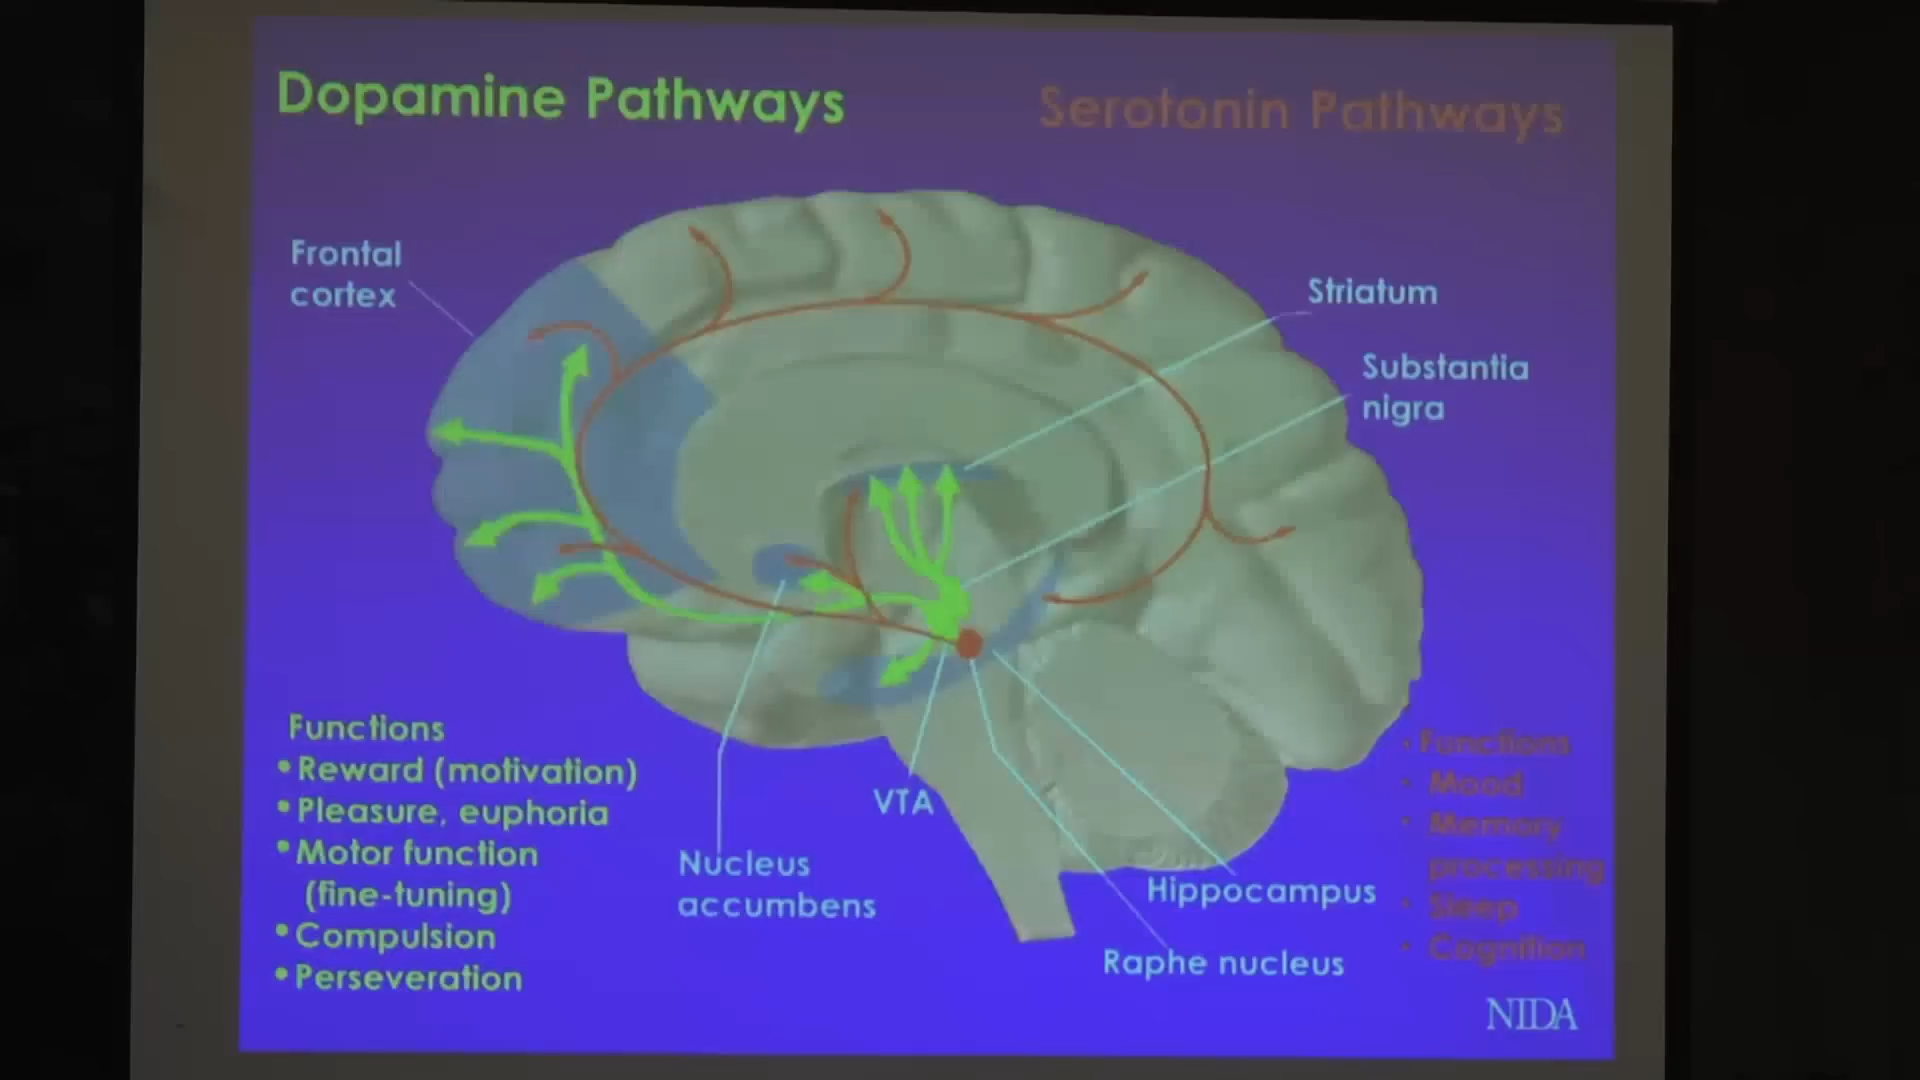 Dopamine Pathways
Serotonin Pathways
Frontal
cortex
Striatum
Substantia
nigra
Functions
•Reward (motivation)
•Pleasure, euphoria
•Motor function
(fine-tuning)
•Compulsion
•Perseveration
Nucleus
accumbens
VTA
Hippocampus
Raphe nucleus
• Functions
• Mood
• Memory
processing
• Sleep
• Cognition
NIDA